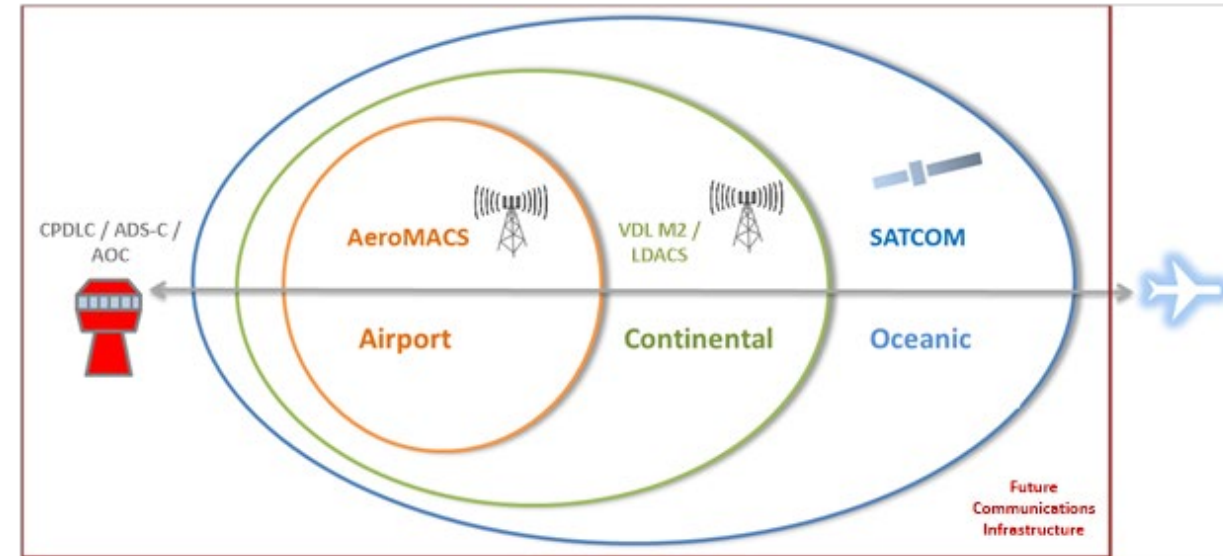 CPDLC / ADS-C /
AOC
AeroMACS
VDL M2 /
LDACS
SATCOM
Airport
Continental
Oceanic
Future
Communications
Infrastructure